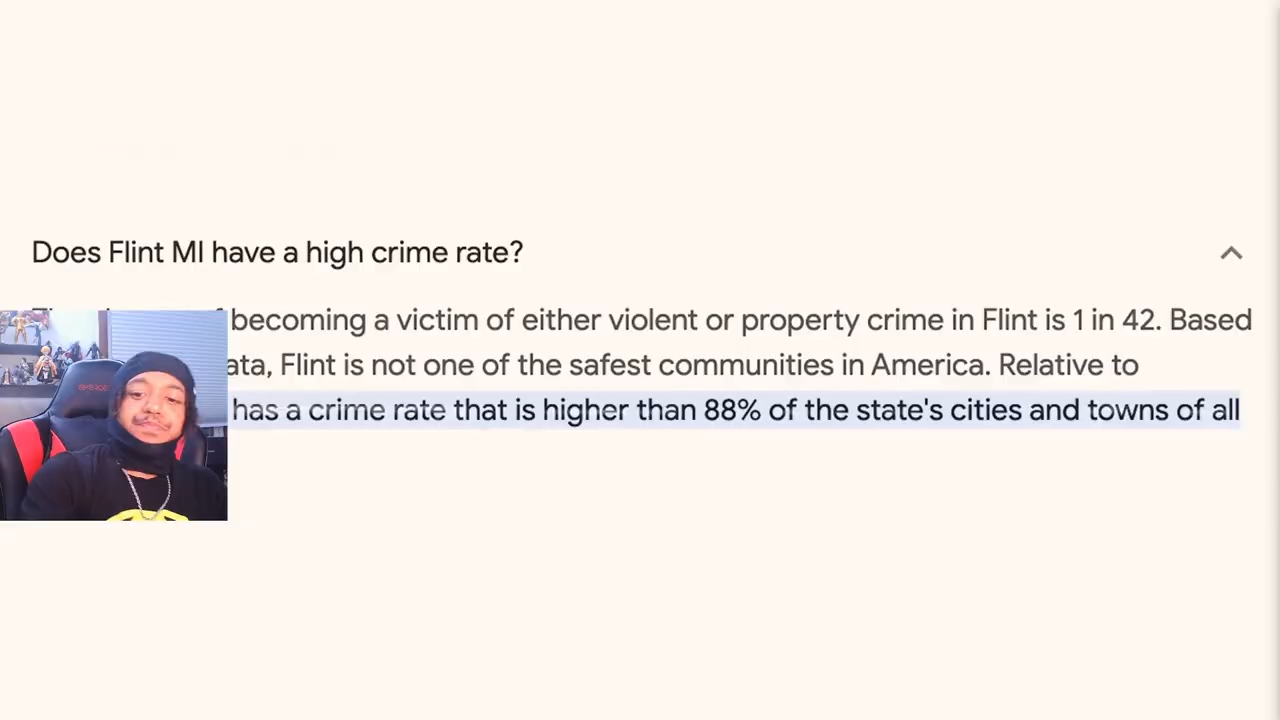 Does Flint MI have a high crime rate?
becoming a victim of either violent or property crime in Flint is 1 in 42. Based
ata, Flint is not one of the safest communities in America. Relative to
has a crime rate that is higher than 88% of the state's cities and towns of all